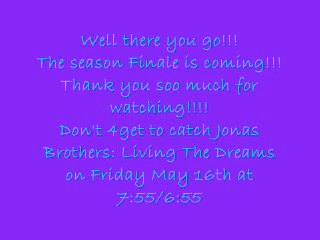 Well there you go!!!
The season Finale is coming!!!
Thank you soo much for
watching!!!!
Don't 4get to catch Jonas
Brothers: Living The Dreams
on Friday May 16th at
7:55/6:55